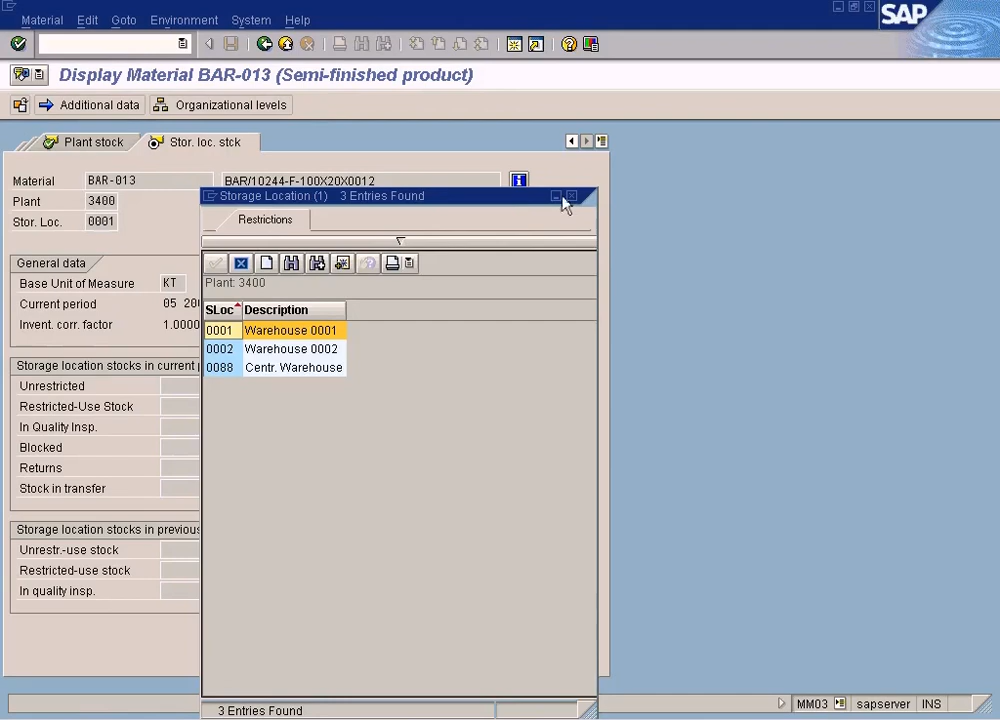 Material Edit Goto Environment System Help
SAP
Display Material BAR-013 (Semi-finished product)
Additional data Organizational levels
Plant stock Stor. loc. stck
Material BAR-013 BAR/10244-F-100X20X0012
Plant 3400
Stor. Loc. 0001
Storage Location (1) 3 Entries Found
Restrictions
Plant: 3400
SLoc Description
0001 Warehouse 0001
0002 Warehouse 0002
0088 Centr. Warehouse
3 Entries Found
General data
Base Unit of Measure KT
Current period 05
Invent. corr. factor 1.0000
Storage location stocks in current
Unrestricted
Restricted-Use Stock
In Quality Insp.
Blocked
Returns
Stock in transfer
Storage location stocks in previous
Unrestr.-use stock
Restricted-use stock
In quality insp.
MM03 sapserver INS